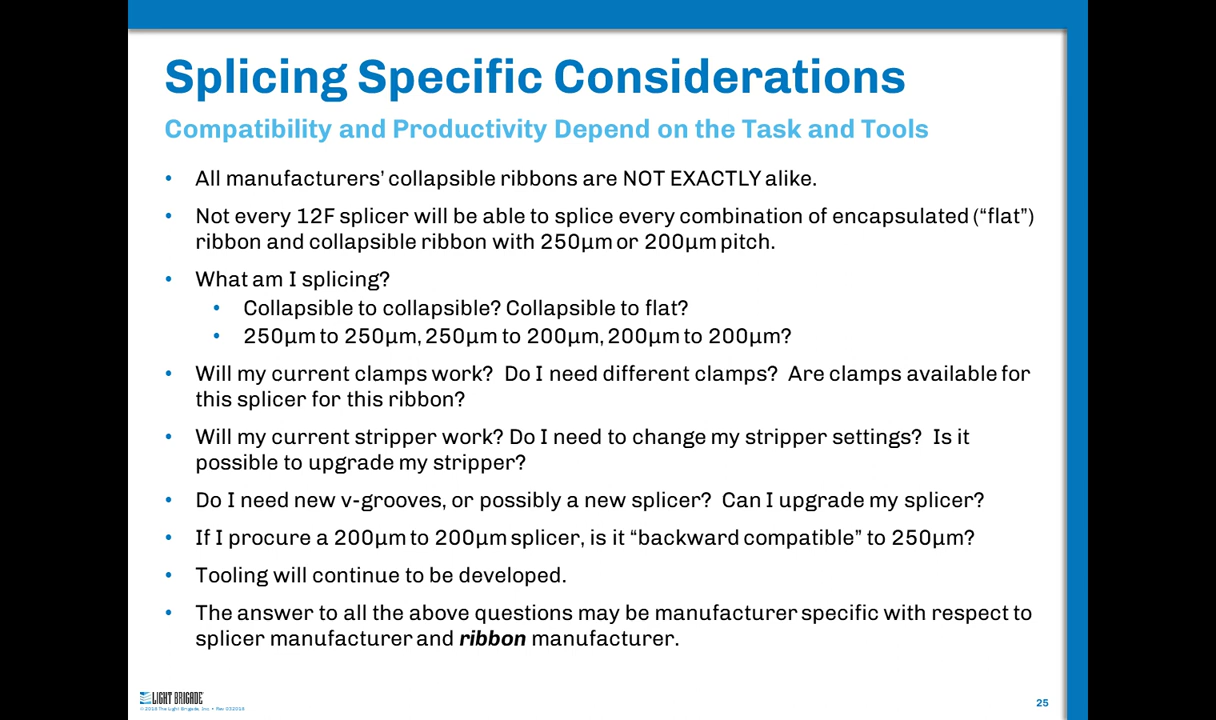 Splicing Specific Considerations
Compatibility and Productivity Depend on the Task and Tools
• All manufacturers’ collapsible ribbons are NOT EXACTLY alike.
• Not every 12F splicer will be able to splice every combination of encapsulated (“flat”)
ribbon and collapsible ribbon with 250µm or 200µm pitch.
• What am I splicing?
• Collapsible to collapsible? Collapsible to flat?
• 250µm to 250µm, 250µm to 200µm, 200µm to 200µm?
• Will my current clamps work?  Do I need different clamps?  Are clamps available for
this splicer for this ribbon?
• Will my current stripper work? Do I need to change my stripper settings?  Is it
possible to upgrade my stripper?
• Do I need new v-grooves, or possibly a new splicer?  Can I upgrade my splicer?
• If I procure a 200µm to 200µm splicer, is it “backward compatible” to 250µm?
• Tooling will continue to be developed.
• The answer to all the above questions may be manufacturer specific with respect to
splicer manufacturer and ribbon manufacturer.
LIGHT BRIGADE
The Light Brigade, Inc. • Rev
25